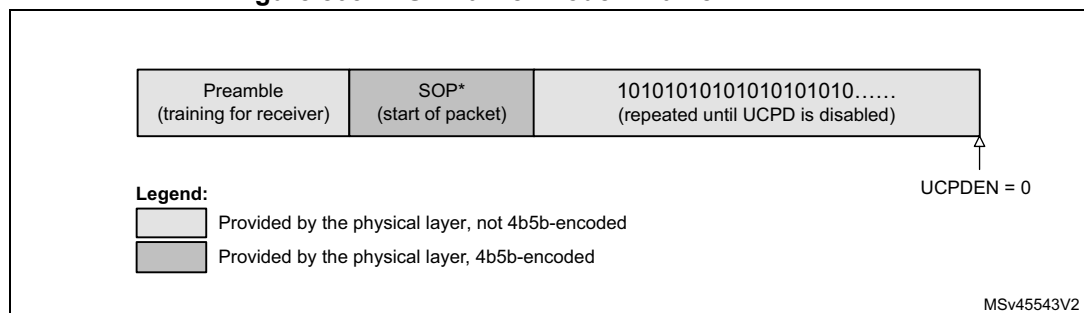 Preamble
(training for receiver)
SOP*
(start of packet)
10101010101010101010......
(repeated until UCPD is disabled)
UCPDEN = 0
Legend:
Provided by the physical layer, not 4b5b-encoded
Provided by the physical layer, 4b5b-encoded
MSv45543V2